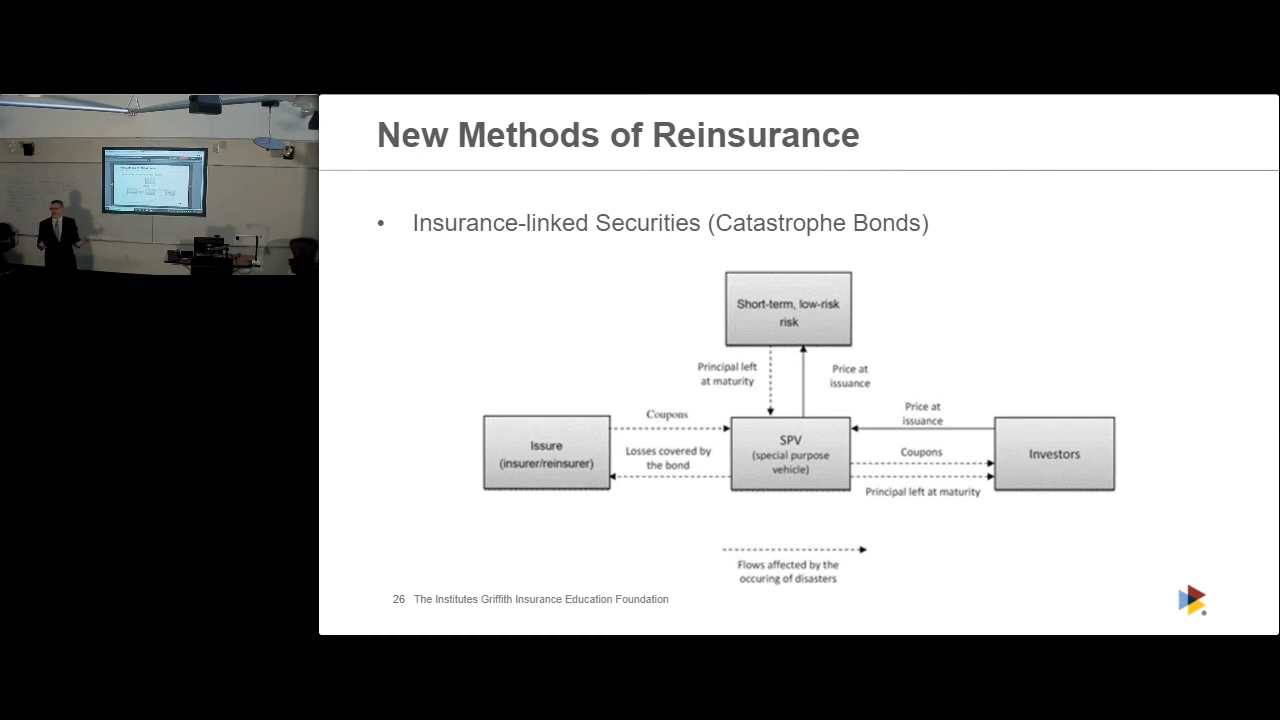 New Methods of Reinsurance
• Insurance-linked Securities (Catastrophe Bonds)
Short-term, low-risk
risk
Principal left
at maturity
Price at
issuance
Coupons
Price at
issuance
Issure
(insurer/reinsurer)
Losses covered by
the bond
SPV
(special purpose
vehicle)
Coupons
Investors
Principal left at maturity
Flows affected by the
occuring of disasters
26 The Institutes Griffith Insurance Education Foundation